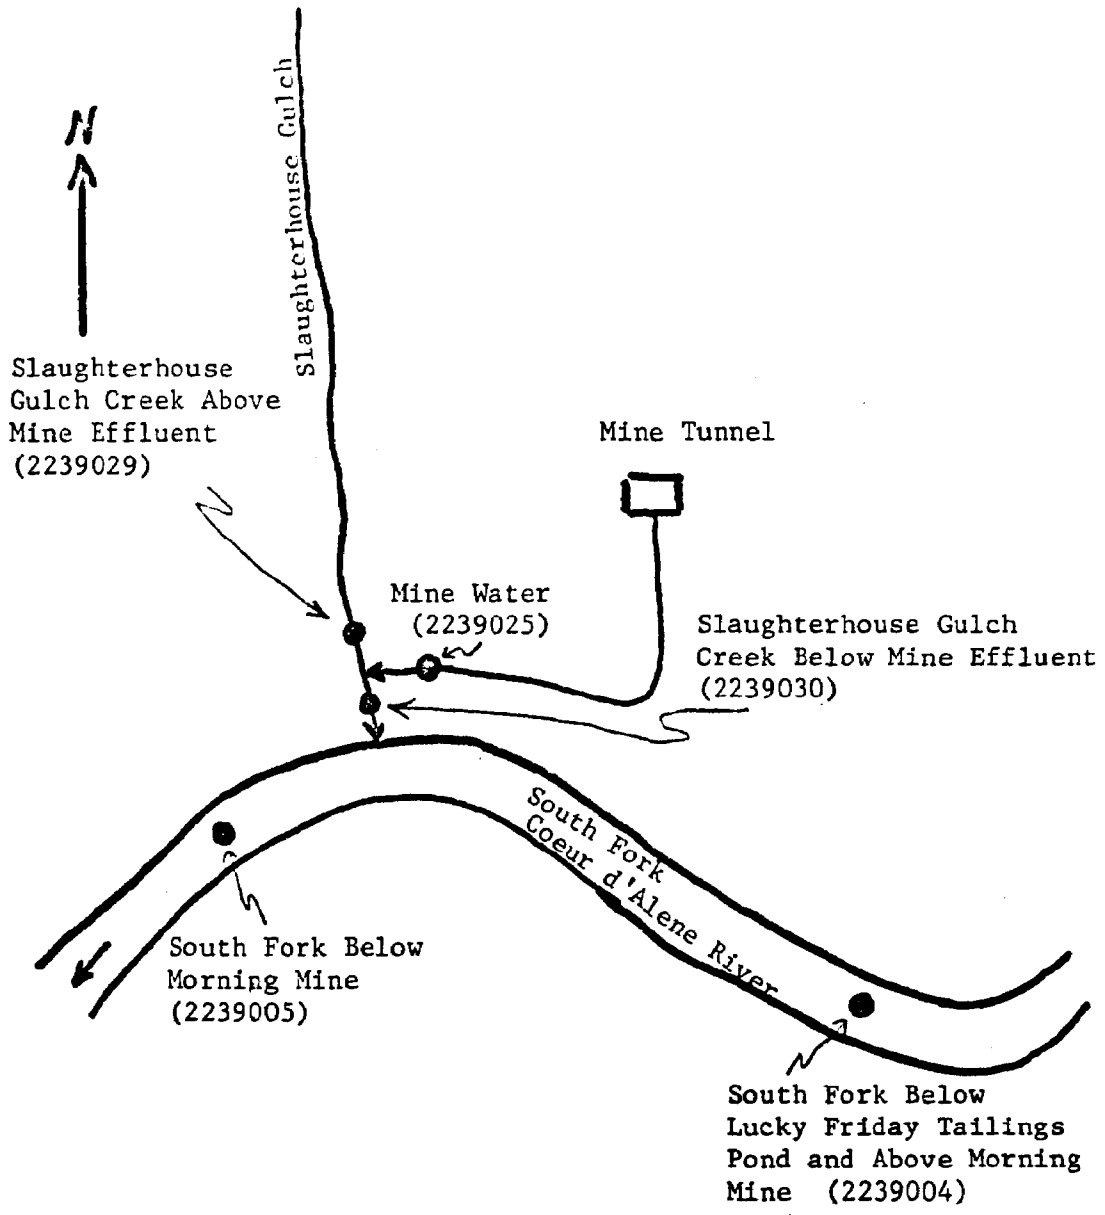 N
Slaughterhouse Gulch
Slaughterhouse
Gulch Creek Above
Mine Effluent
(2239029)
Mine Tunnel
Mine Water
(2239025)
Slaughterhouse Gulch
Creek Below Mine Effluent
(2239030)
South Fork
Coeur d'Alene River
South Fork Below
Morning Mine
(2239005)
South Fork Below
Lucky Friday Tailings
Pond and Above Morning
Mine (2239004)